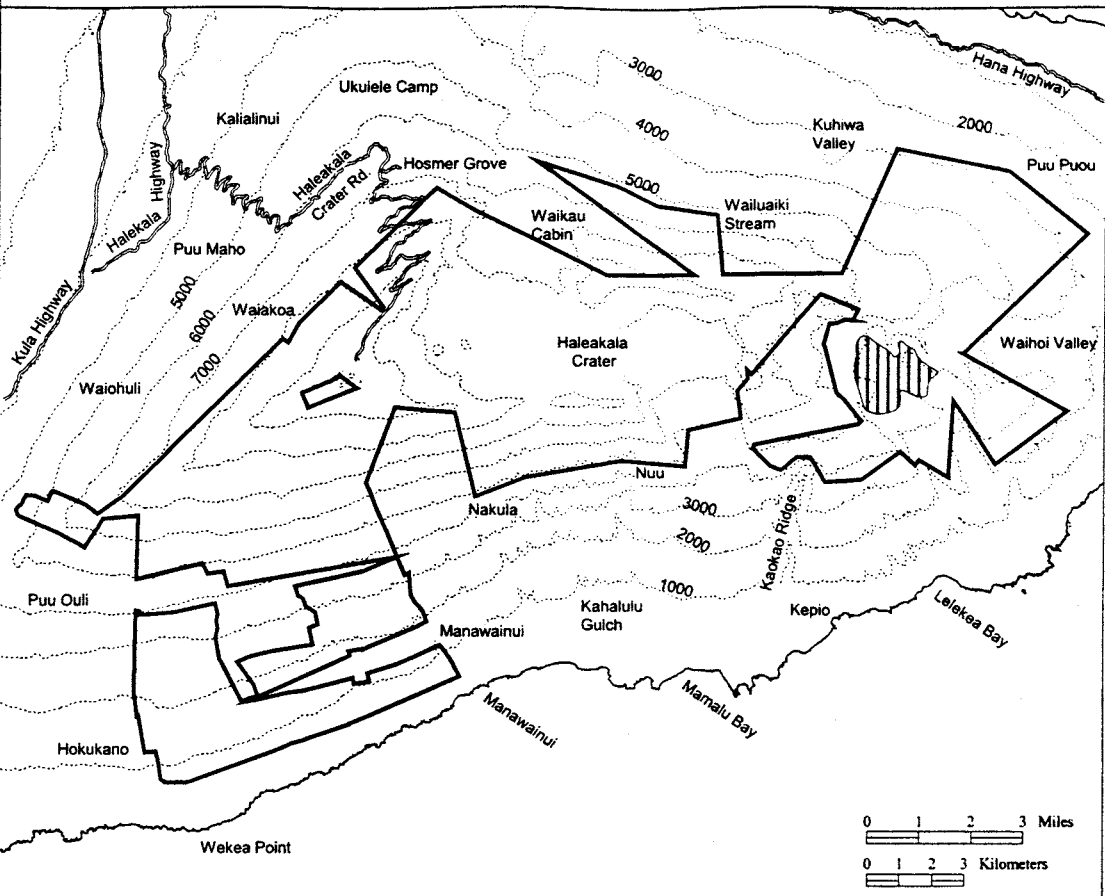 3000
Hana Highway
Ukulele Camp
Kalialinui
4000
Kuhiwa
Valley
2000
Haleakala
Crater Rd.
Hosmer Grove
Puu Puou
Highway
5000
Halekala
Waikau
Cabin
Wailuaiki
Stream
Puu Maho
5000
Kula Highway
6000
Waiakoa
Haleakala
Crater
Waihoi Valley
7000
Waiohuli
Nuu
Nakula
3000
Kaokao Ridge
2000
1000
Puu Ouli
Kahalulu
Gulch
Kepio
Lelekea Bay
Manawainui
Mamalu Bay
Manawainui
Hokukano
0 1 2 3 Miles
Wekea Point
0 1 2 3 Kilometers